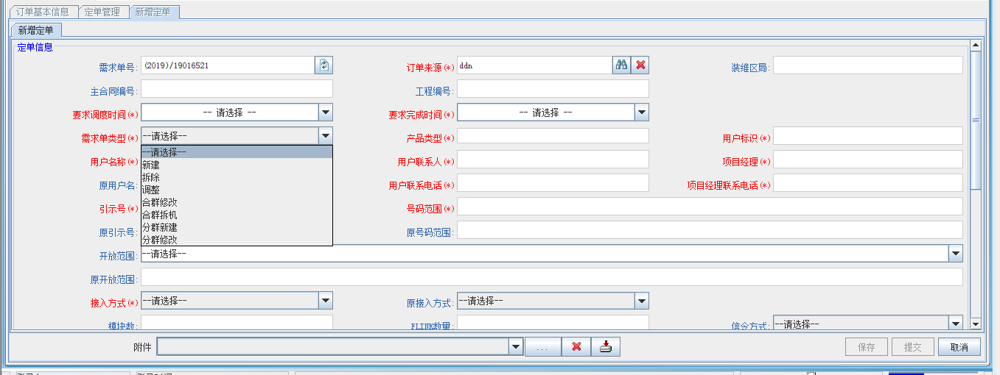 订单基本信息 定单管理 新增定单
新增定单
定单信息
需求单号: (2019)/19016521 订单来源(*) ddn 装维区局:
主合同编号: 工程编号:
要求调度时间(*) -- 请选择 -- 要求完成时间(*) -- 请选择 --
需求单类型(*) --请选择-- 产品类型(*) 用户标识(*)
--请选择--
用户名称(*) 新建 用户联系人(*) 项目经理(*)
拆除
原用户名: 调整 用户联系电话(*) 项目经理联系电话(*)
合群修改
引示号(*) 合群拆机 号码范围(*)
分群新建
原引示号: 分群修改 原号码范围:
开放范围: --请选择--
原开放范围:
接入方式(*) --请选择-- 原接入方式: --请选择--
模块数: FLINK数里: 信令方式: --请选择--
附件 ... 保存 提交 取消